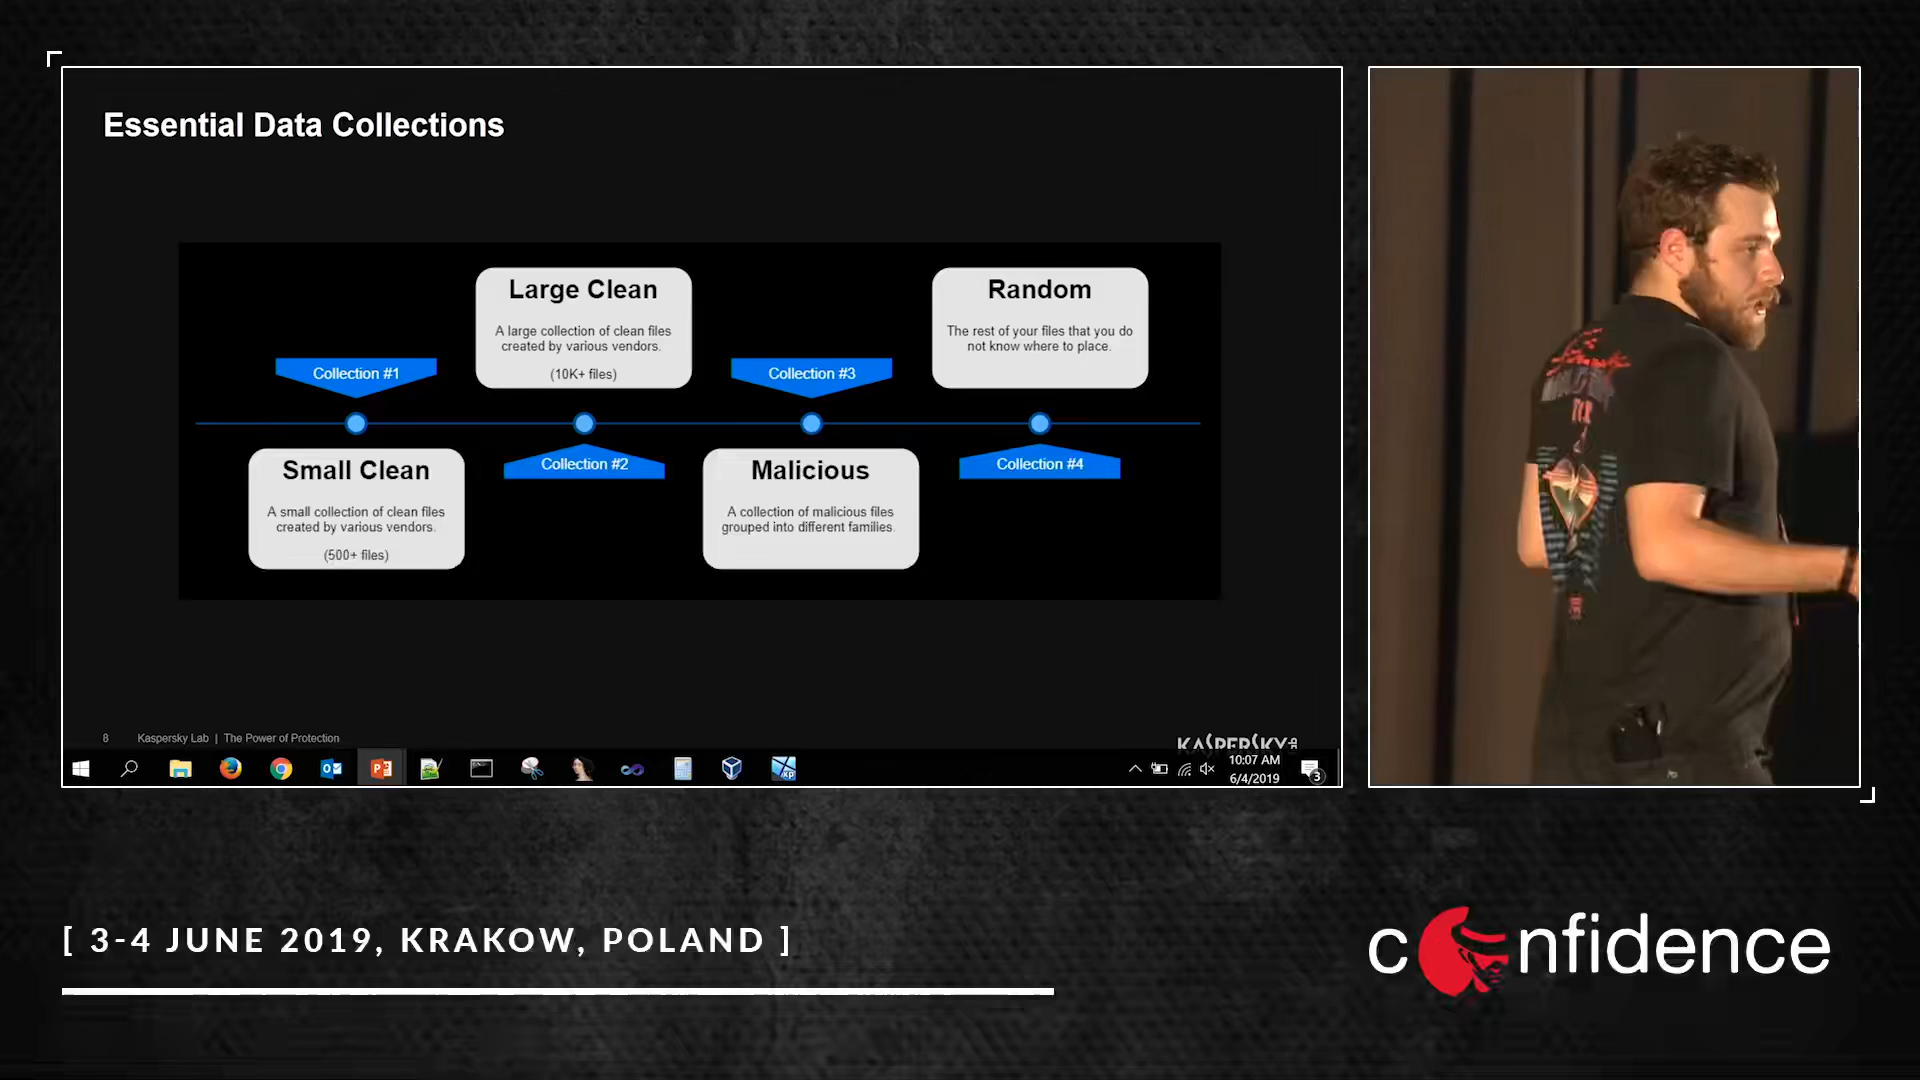 Essential Data Collections
Large Clean
A large collection of clean files
created by various vendors.
(10K+ files)
Random
The rest of your files that you do
not know where to place.
Collection #1
Collection #3
Collection #2
Collection #4
Small Clean
A small collection of clean files
created by various vendors.
(500+ files)
Malicious
A collection of malicious files
grouped into different families.
8 Kaspersky Lab | The Power of Protection
KASPERSKY LAB
10:07 AM
6/4/2019
3
[ 3-4 JUNE 2019, KRAKOW, POLAND ]
confidence